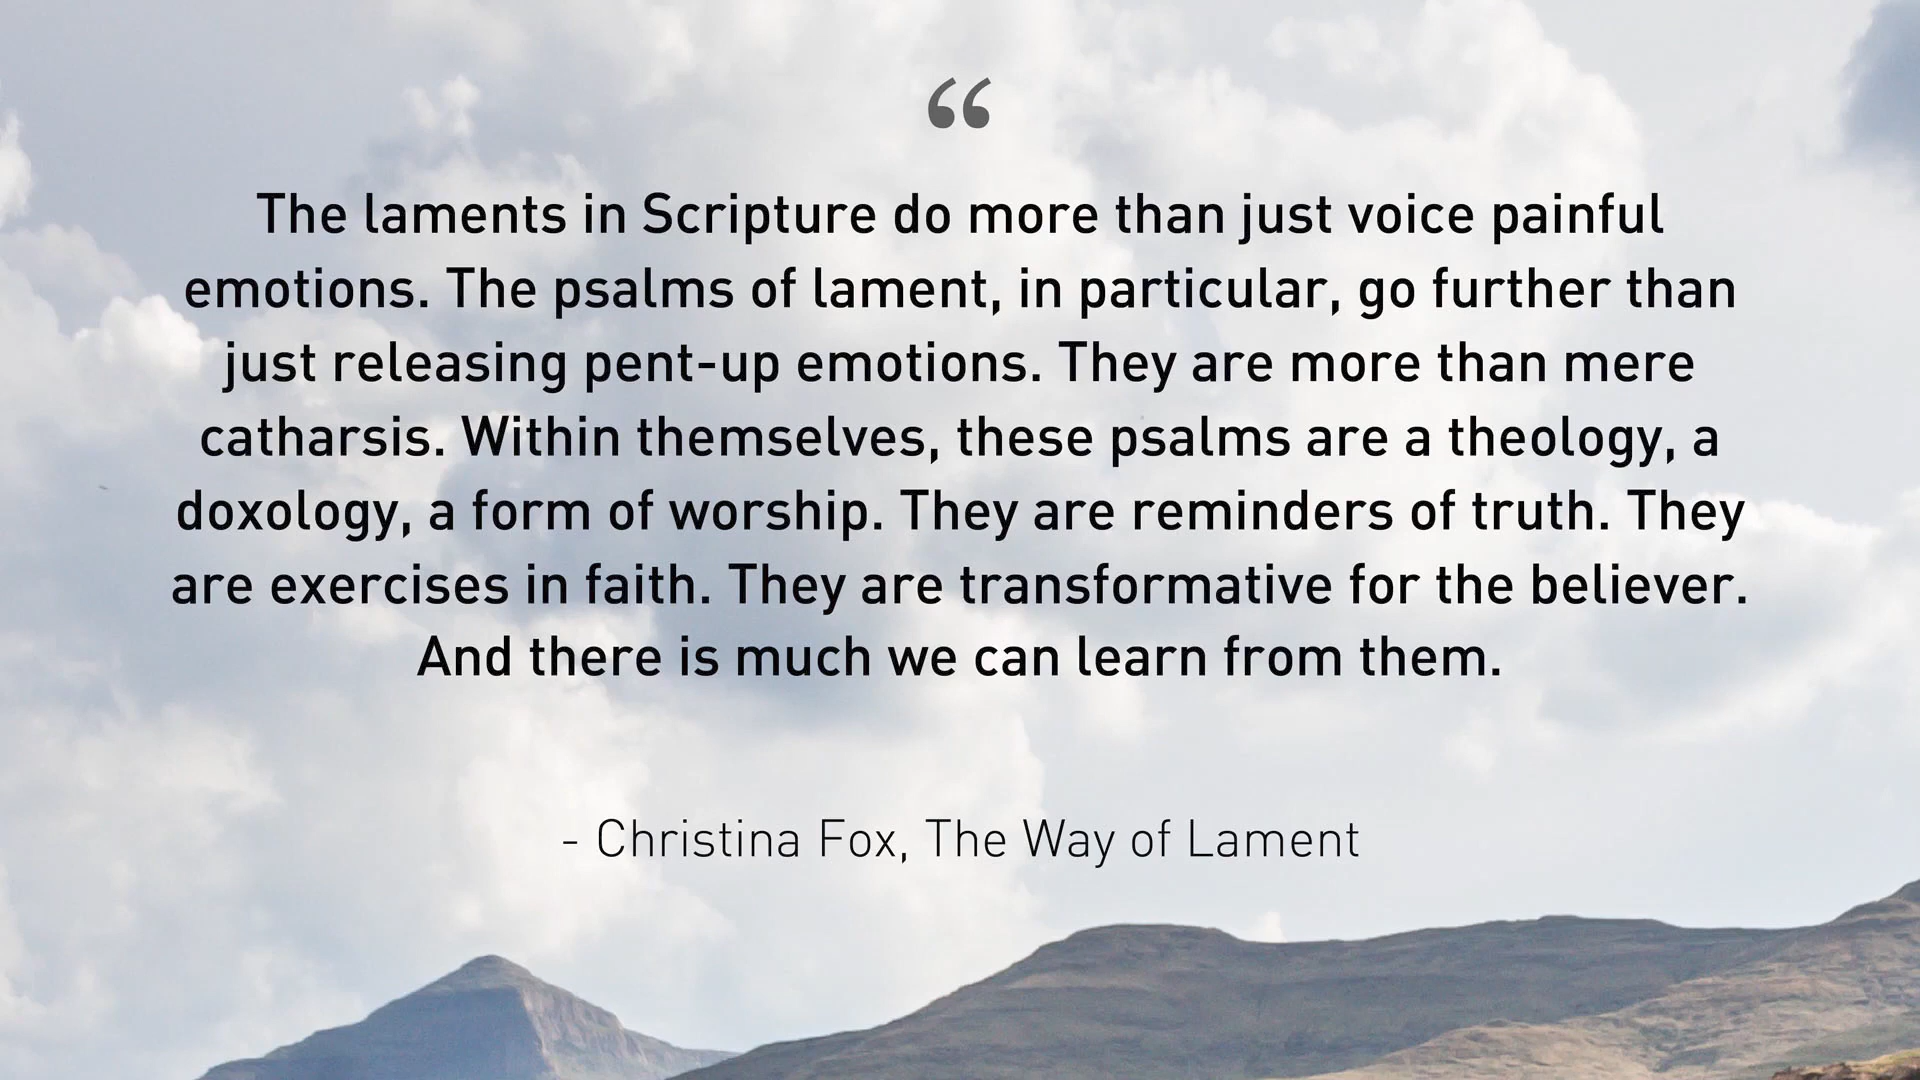 “
The laments in Scripture do more than just voice painful
emotions. The psalms of lament, in particular, go further than
just releasing pent-up emotions. They are more than mere
catharsis. Within themselves, these psalms are a theology, a
doxology, a form of worship. They are reminders of truth. They
are exercises in faith. They are transformative for the believer.
And there is much we can learn from them.
- Christina Fox, The Way of Lament